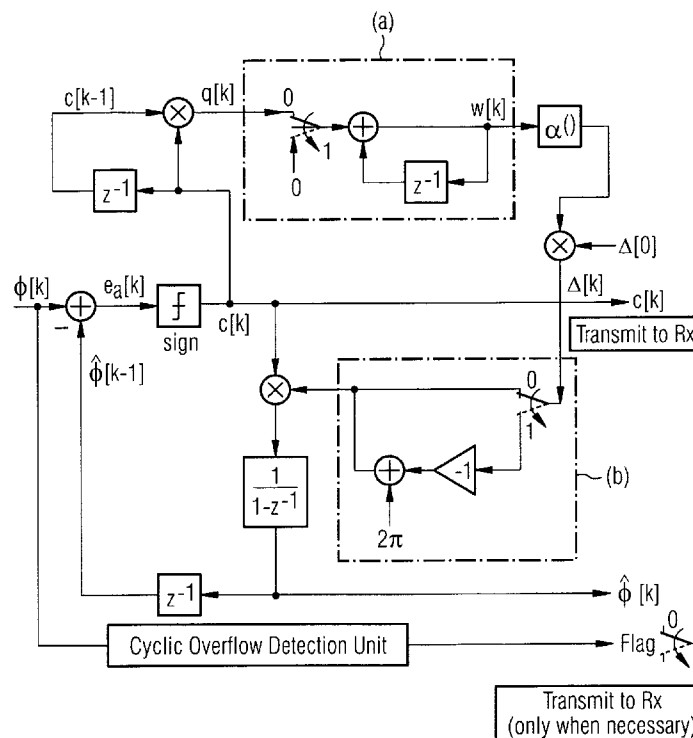 (a)
c[k-1]
q[k]
0
1
0
w[k]
α()
z⁻¹
z⁻¹
Δ[0]
ϕ[k]
eₐ[k]
−
sign
c[k]
Δ[k]
c[k]
Transmit to Rx
ϕ̂[k-1]
0
1
-1
(b)
1
1-z⁻¹
2π
z⁻¹
ϕ̂ [k]
Cyclic Overflow Detection Unit
Flag
0
1
Transmit to Rx
(only when necessary)